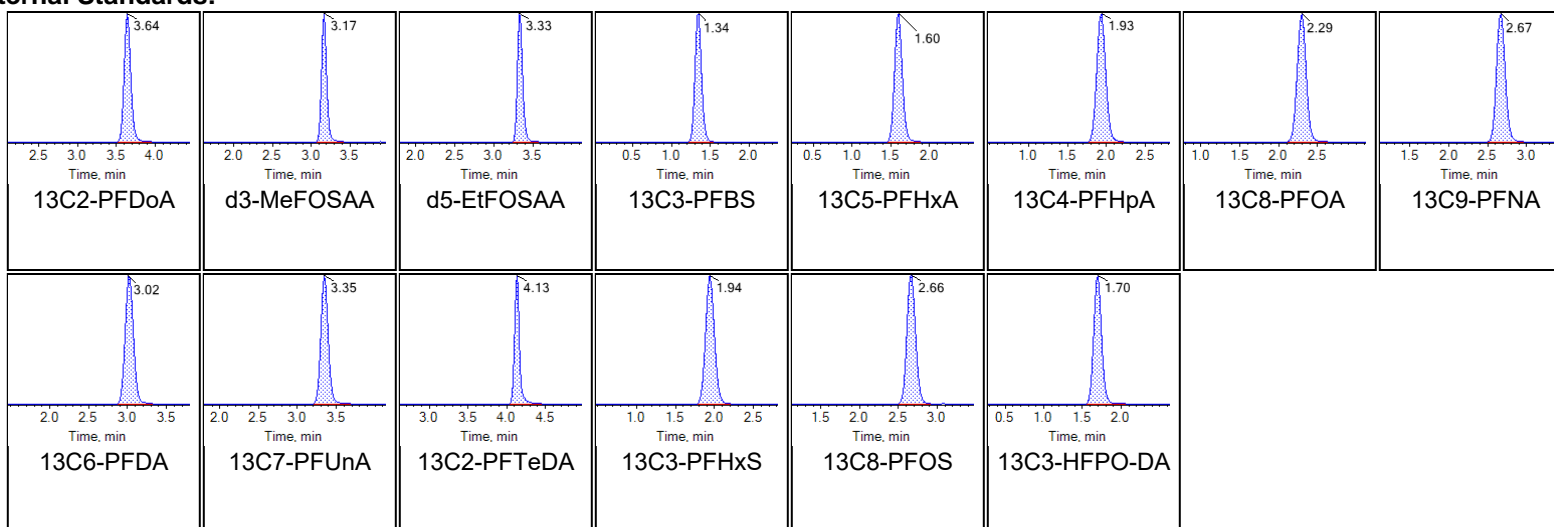 3.64 3.17 3.33 1.34 1.60 1.93 2.29 2.67
2.5 3.0 3.5 4.0 2.0 2.5 3.0 3.5 2.0 2.5 3.0 3.5 0.5 1.0 1.5 2.0 0.5 1.0 1.5 2.0 1.0 1.5 2.0 2.5 1.0 1.5 2.0 2.5 1.5 2.0 2.5 3.0
Time, min Time, min Time, min Time, min Time, min Time, min Time, min Time, min
13C2-PFDoA d3-MeFOSAA d5-EtFOSAA 13C3-PFBS 13C5-PFHxA 13C4-PFHpA 13C8-PFOA 13C9-PFNA
3.02 3.35 4.13 1.94 2.66 1.70
2.0 2.5 3.0 3.5 2.0 2.5 3.0 3.5 3.0 3.5 4.0 4.5 1.0 1.5 2.0 2.5 1.5 2.0 2.5 3.0 0.5 1.0 1.5 2.0
Time, min Time, min Time, min Time, min Time, min Time, min
13C6-PFDA 13C7-PFUnA 13C2-PFTeDA 13C3-PFHxS 13C8-PFOS 13C3-HFPO-DA